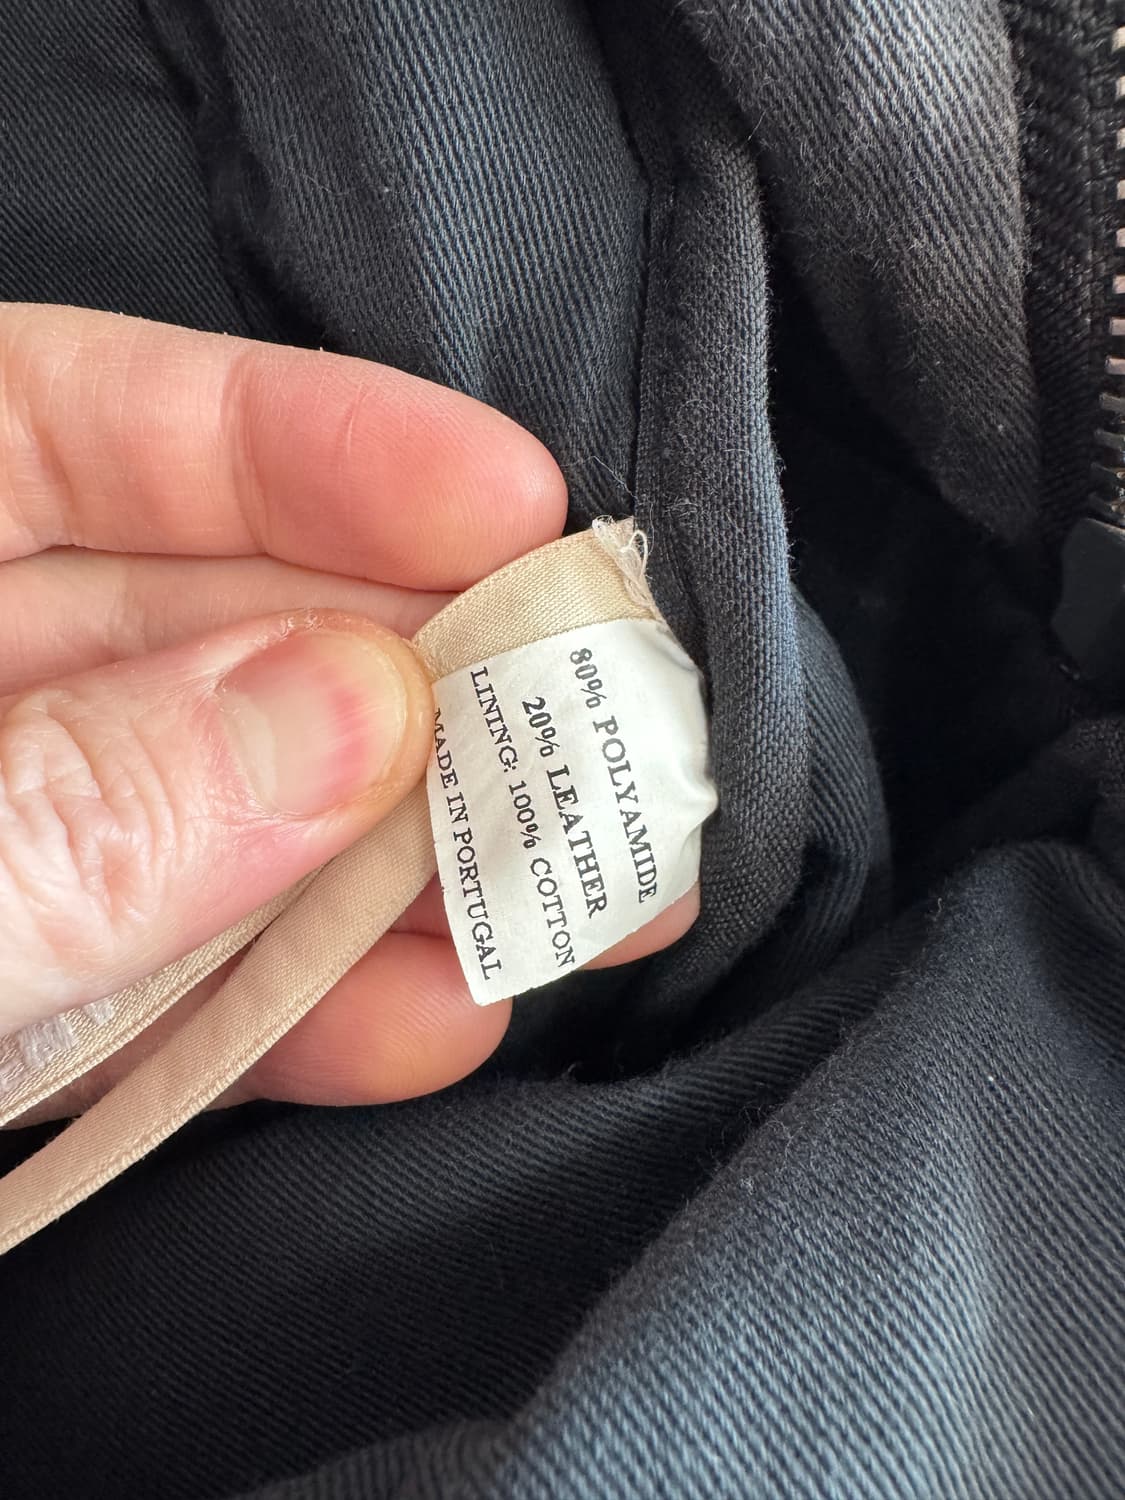 80% POLYAMIDE
20% LEATHER
LINING: 100% COTTON
MADE IN PORTUGAL